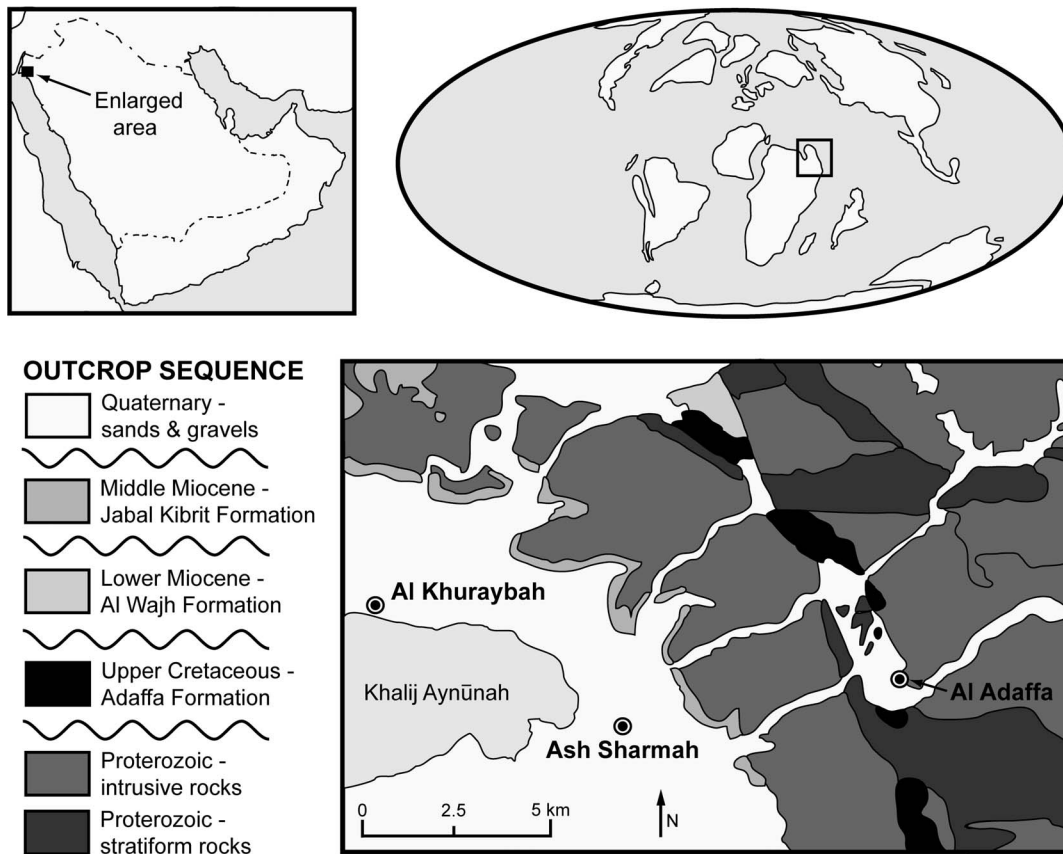 Enlarged
area
OUTCROP SEQUENCE
Quaternary -
sands & gravels
Middle Miocene -
Jabal Kibrit Formation
Lower Miocene -
Al Wajh Formation
Upper Cretaceous -
Adaffa Formation
Proterozoic -
intrusive rocks
Proterozoic -
stratiform rocks
Al Khuraybah
Khalij Aynūnah
Al Adaffa
Ash Sharmah
0 2.5 5 km
N